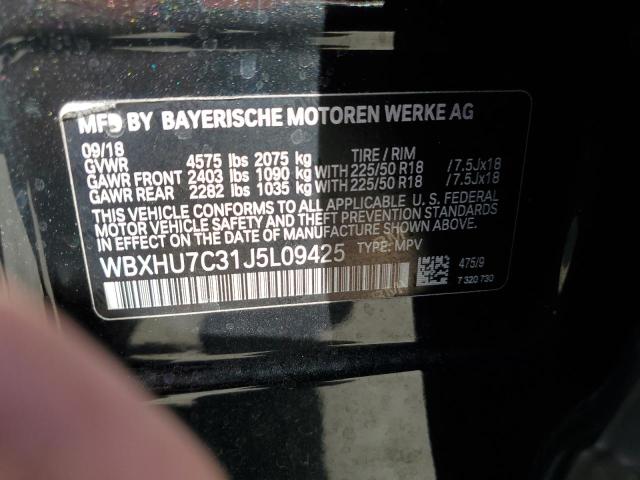 MFD BY BAYERISCHE MOTOREN WERKE AG
09/18 TIRE / RIM
GVWR 4575 lbs 2075 kg
GAWR FRONT 2403 lbs 1090 kg WITH 225/50 R18 /7.5Jx18
GAWR REAR 2282 lbs 1035 kg WITH 225/50 R18 /7.5Jx18
THIS VEHICLE CONFORMS TO ALL APPLICABLE U. S. FEDERAL
MOTOR VEHICLE SAFETY AND THEFT PREVENTION STANDARDS
IN EFFECT ON THE DATE OF MANUFACTURE SHOWN ABOVE.
WBXHU7C31J5L09425 TYPE: MPV
475/9
7 320 730